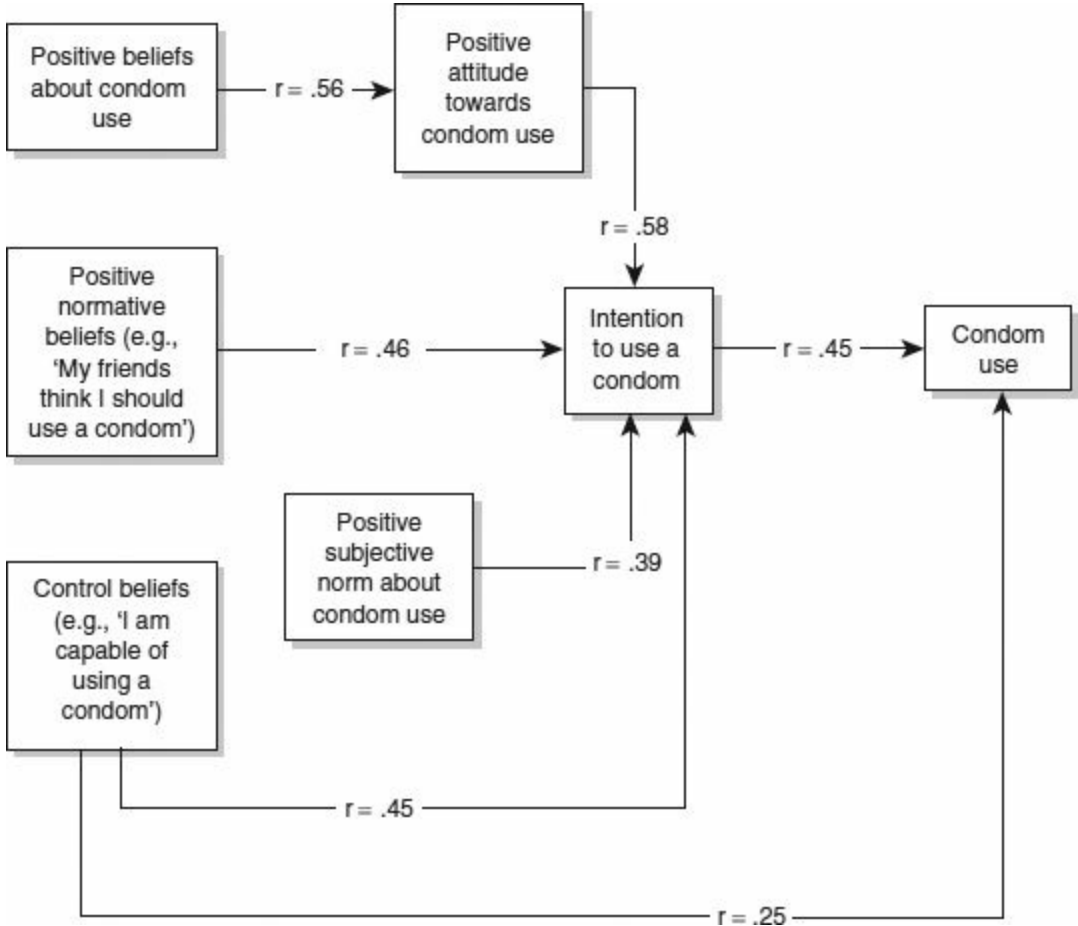 Positive beliefs
about condom
use
r = .56
Positive
attitude
towards
condom use
r = .58
Positive
normative
beliefs (e.g.,
‘My friends
think I should
use a condom’)
r = .46
Intention
to use a
condom
r = .45
Condom
use
Positive
subjective
norm about
condom use
r = .39
Control beliefs
(e.g., ‘I am
capable of
using a
condom’)
r = .45
r = .25